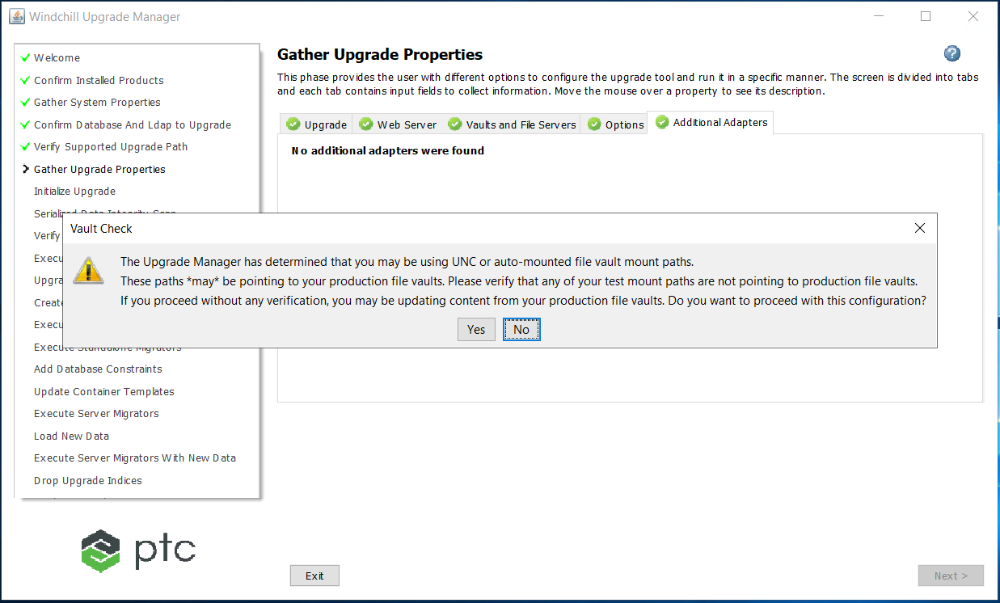 Windchill Upgrade Manager
Welcome
Confirm Installed Products
Gather System Properties
Confirm Database And Ldap to Upgrade
Verify Supported Upgrade Path
Gather Upgrade Properties
Initialize Upgrade
Serialized Data Integrity Scan
Verify
Execu
Upgra
Create
Execu
Execute Standalone Migrators
Add Database Constraints
Update Container Templates
Execute Server Migrators
Load New Data
Execute Server Migrators With New Data
Drop Upgrade Indices
ptc
Gather Upgrade Properties
?
This phase provides the user with different options to configure the upgrade tool and run it in a specific manner. The screen is divided into tabs
and each tab contains input fields to collect information. Move the mouse over a property to see its description.
Upgrade Web Server Vaults and File Servers Options Additional Adapters
No additional adapters were found
Vault Check
The Upgrade Manager has determined that you may be using UNC or auto-mounted file vault mount paths.
These paths *may* be pointing to your production file vaults. Please verify that any of your test mount paths are not pointing to production file vaults.
If you proceed without any verification, you may be updating content from your production file vaults. Do you want to proceed with this configuration?
Yes No
Exit Next >